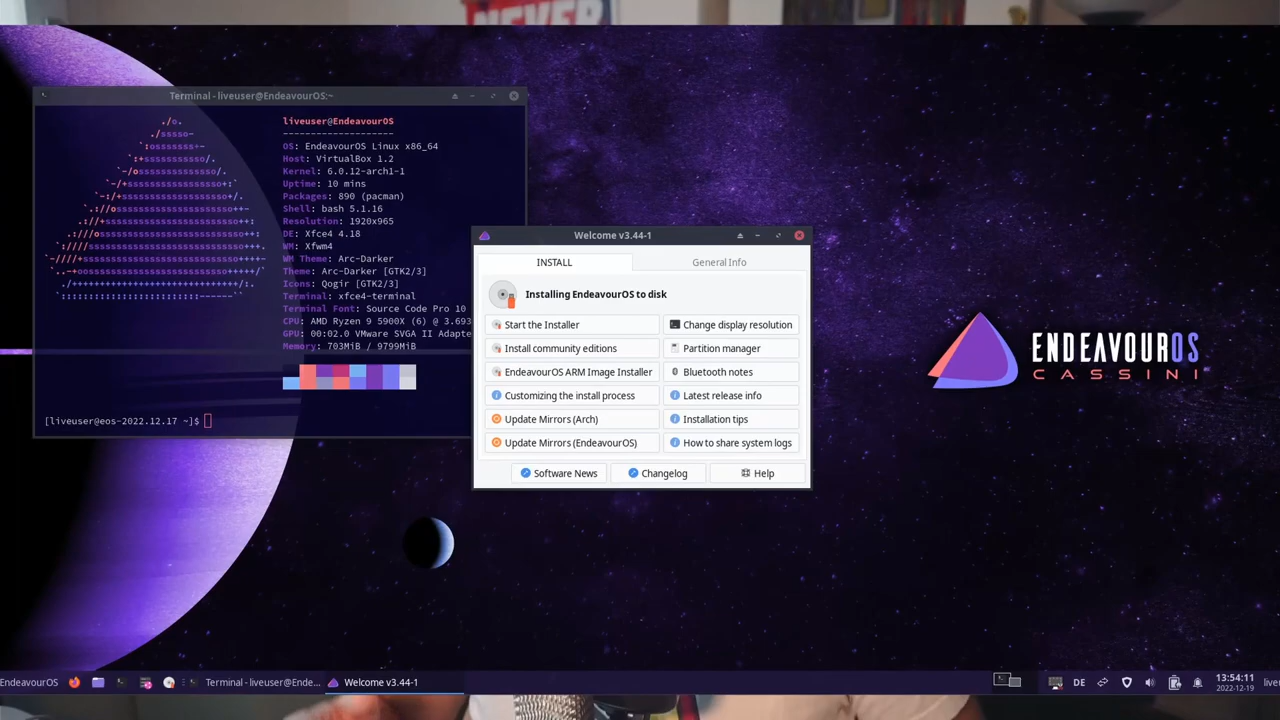 NEVER
Terminal - liveuser@EndeavourOS:~
liveuser@EndeavourOS
--------------------
OS: EndeavourOS Linux x86_64
Host: VirtualBox 1.2
Kernel: 6.0.12-arch1-1
Uptime: 10 mins
Packages: 890 (pacman)
Shell: bash 5.1.16
Resolution: 1920x965
DE: Xfce4 4.18
WM: Xfwm4
WM Theme: Arc-Darker
Theme: Arc-Darker [GTK2/3]
Icons: Qogir [GTK2/3]
Terminal: xfce4-terminal
Terminal Font: Source Code Pro 10
CPU: AMD Ryzen 9 5900X (6) @ 3.693
GPU: 00:02.0 VMware SVGA II Adapte
Memory: 703MiB / 9799MiB
[liveuser@eos-2022.12.17 ~]$
Welcome v3.44-1
INSTALL
General Info
Installing EndeavourOS to disk
Start the Installer
Change display resolution
Install community editions
Partition manager
EndeavourOS ARM Image Installer
Bluetooth notes
Customizing the install process
Latest release info
Update Mirrors (Arch)
Installation tips
Update Mirrors (EndeavourOS)
How to share system logs
Software News
Changelog
Help
ENDEAVOUROS
CASSINI
EndeavourOS
Terminal - liveuser@Ende...
Welcome v3.44-1
DE
13:54:11
2022-12-19
live